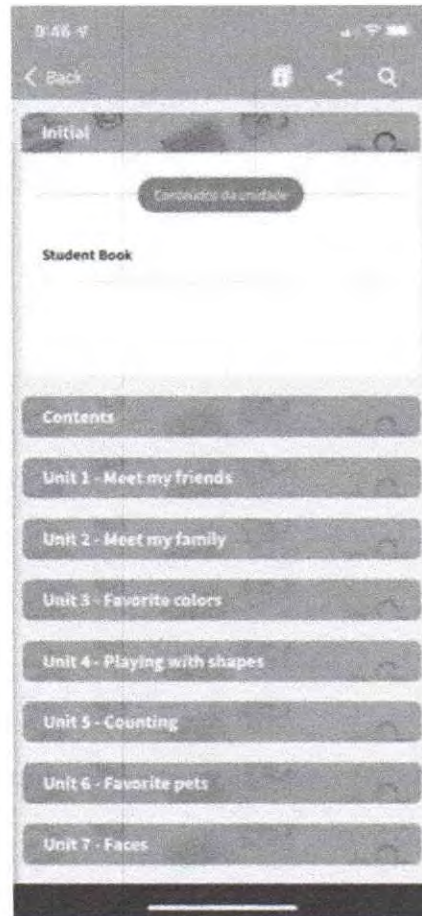 9:46
Back
Initial
Conteúdos da unidade
Student Book
Contents
Unit 1 - Meet my friends
Unit 2 - Meet my family
Unit 3 - Favorite colors
Unit 4 - Playing with shapes
Unit 5 - Counting
Unit 6 - Favorite pets
Unit 7 - Faces